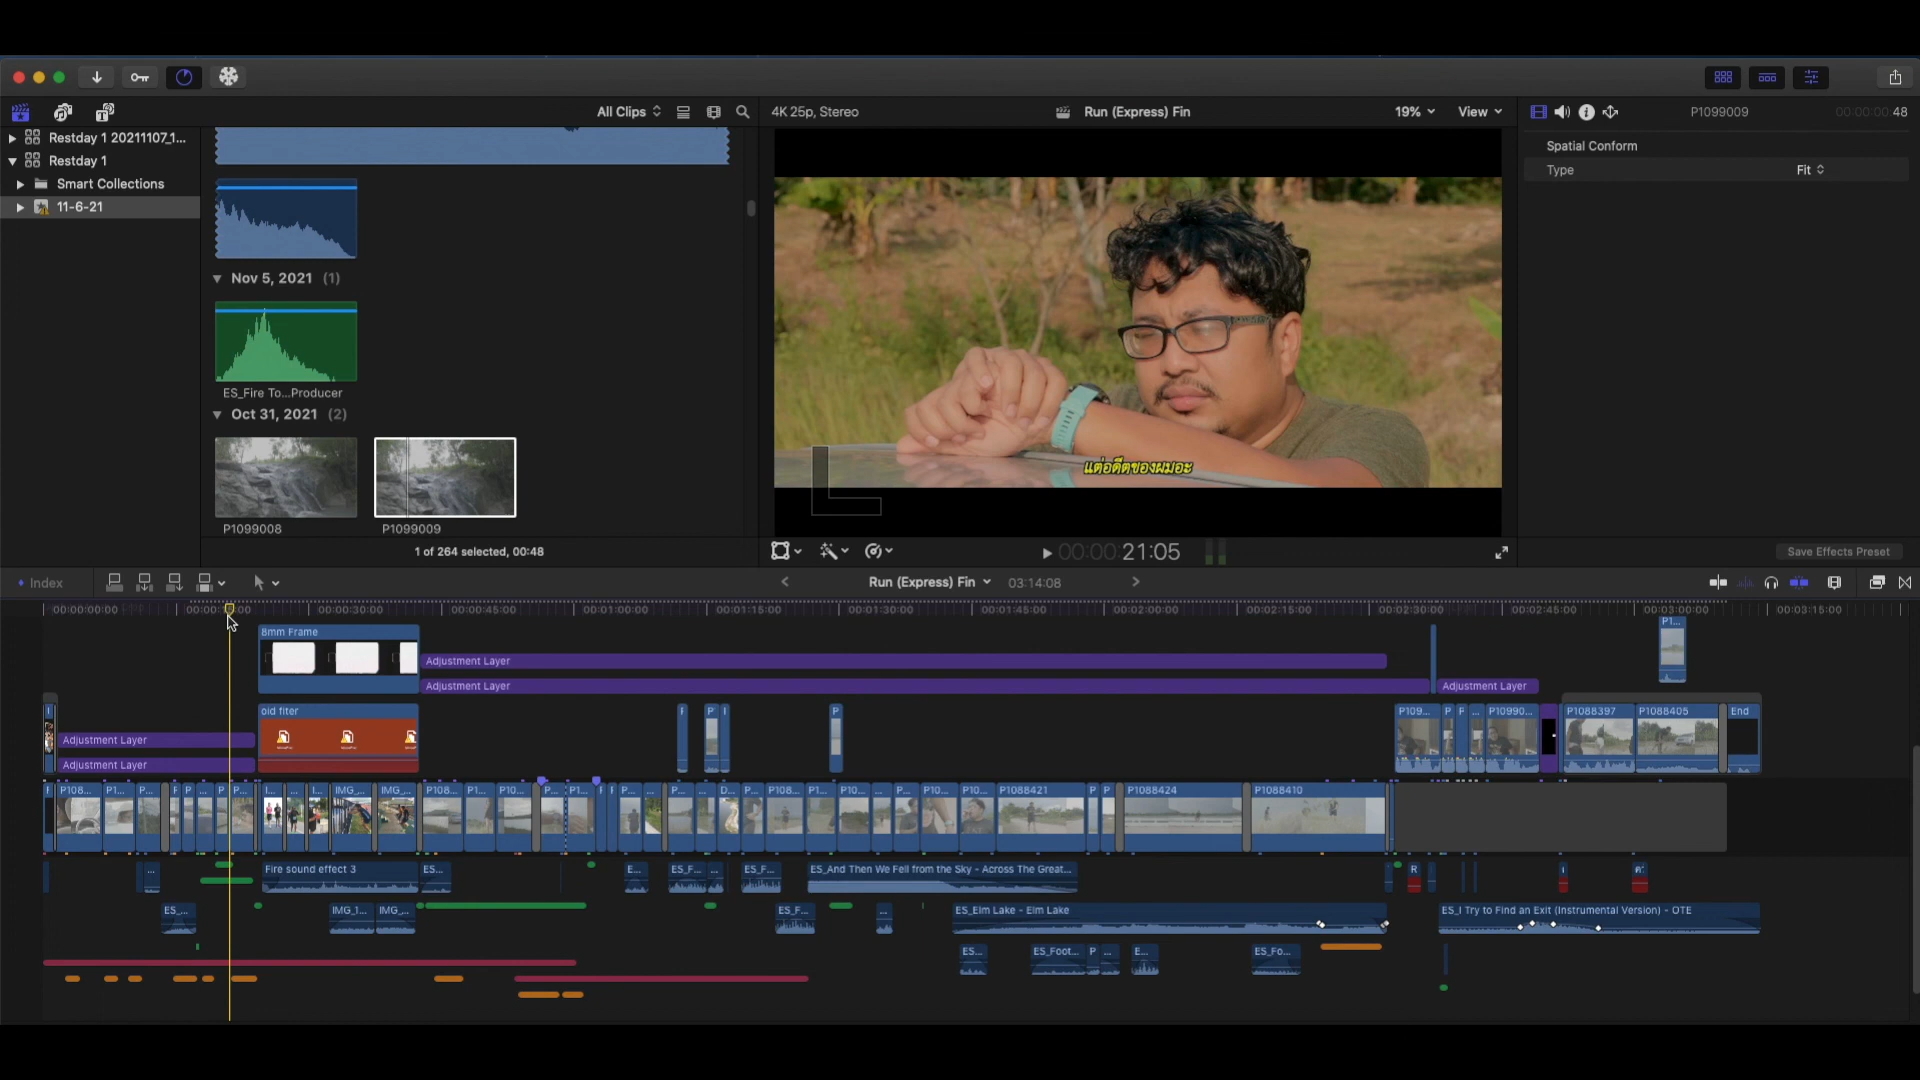 All Clips
4K 25p, Stereo
Run (Express) Fin
19%
View
P1099009
00:00:00:48
Restday 1 20211107_1...
Restday 1
Smart Collections
11-6-21
Spatial Conform
Type
Fit
Nov 5, 2021 (1)
ES_Fire To...Producer
Oct 31, 2021 (2)
P1099008
P1099009
แต่อดีตของผมอะ
1 of 264 selected, 00:48
00:00:21:05
Save Effects Preset
Index
Run (Express) Fin
03:14:08
00:00:00:00
00:00:30:00
00:00:45:00
00:01:00:00
00:01:15:00
00:01:30:00
00:01:45:00
00:02:00:00
00:02:15:00
00:02:30:00
00:02:45:00
00:03:00:00
00:03:15:00
8mm Frame
P1...
Adjustment Layer
Adjustment Layer
Adjustment Layer
old fiter
P
P
P109...
P
P
...
P10990...
P1088397
P1088405
End
Adjustment Layer
Adjustment Layer
P108...
P1...
P...
P
P
...
P
P...
I...
...
I...
IMG_...
IMG_...
P108...
P1...
P10...
P...
P1...
P...
...
P...
...
D...
P...
P108...
P1...
P10...
...
P...
P10...
P10...
P1088421
P
P
P1088424
P1088410
...
Fire sound effect 3
ES...
E...
ES_F...
...
ES_F...
ES_And Then We Fell from the Sky - Across The Great...
R
ES_...
IMG_1...
IMG_...
ES_F...
...
ES_Elm Lake - Elm Lake
ES_I Try to Find an Exit (Instrumental Version) - OTE
ES...
ES_Foot...
P
...
E...
ES_Fo...